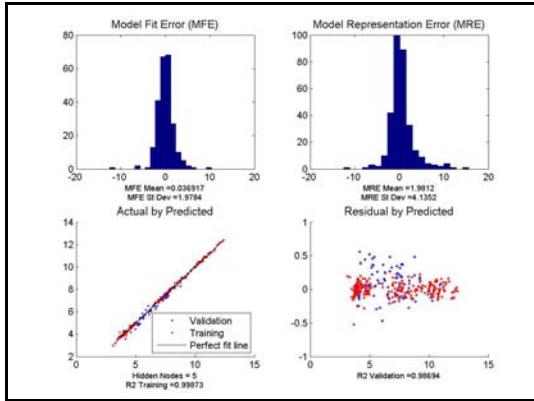 Model Fit Error (MFE)
80
60
40
20
0
-20 -10 0 10 20
MFE Mean =0.036917
MFE St Dev =1.9784
Model Representation Error (MRE)
100
80
60
40
20
0
-20 -10 0 10 20
MRE Mean =1.9812
MRE St Dev =4.1352
Actual by Predicted
14
12
10
8
6
4
2
0 5 10 15
Validation
Training
Perfect fit line
Hidden Nodes = 5
R2 Training =0.99873
Residual by Predicted
1
0.5
0
-0.5
-1
0 5 10 15
R2 Validation =0.98694